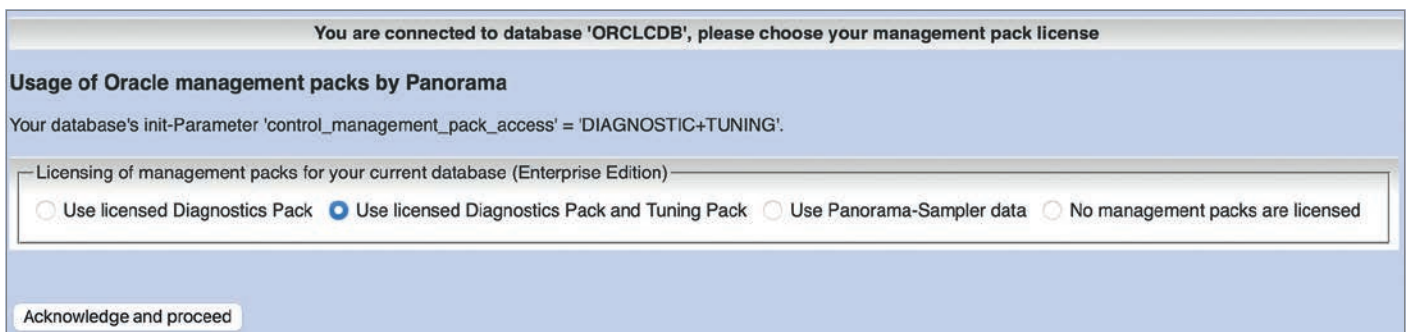 You are connected to database 'ORCLCDB', please choose your management pack license
Usage of Oracle management packs by Panorama
Your database's init-Parameter 'control_management_pack_access' = 'DIAGNOSTIC+TUNING'.
Licensing of management packs for your current database (Enterprise Edition)
Use licensed Diagnostics Pack Use licensed Diagnostics Pack and Tuning Pack Use Panorama-Sampler data No management packs are licensed
Acknowledge and proceed